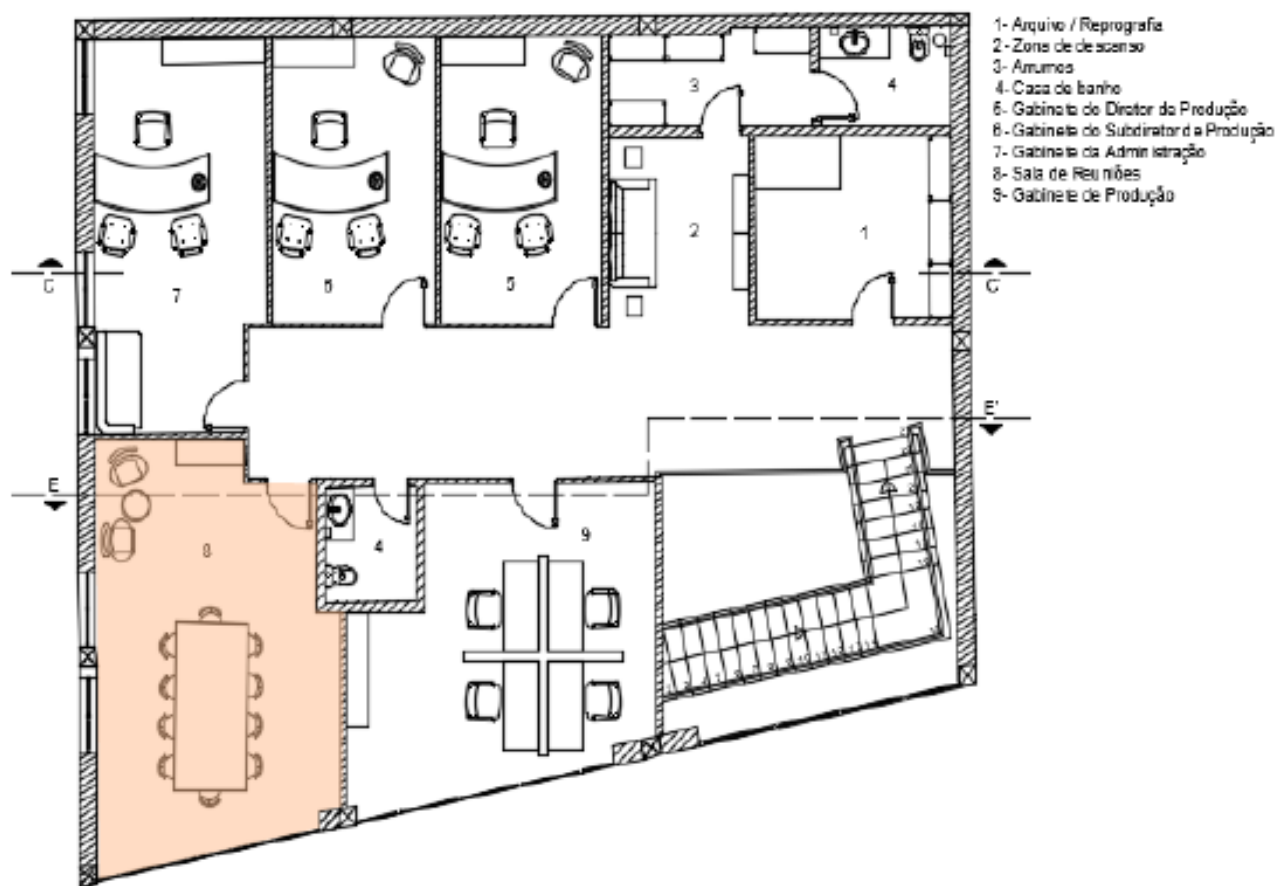 1- Arquivo / Reprografia
2- Zona de descanso
3- Arrumos
4- Casa de banho
5- Gabinete do Diretor de Produção
6- Gabinete do Subdiretor de Produção
7- Gabinete da Administração
8- Sala de Reuniões
9- Gabinete de Produção
3
4
2
1
7
6
5
C
C'
E'
E
8
4
9